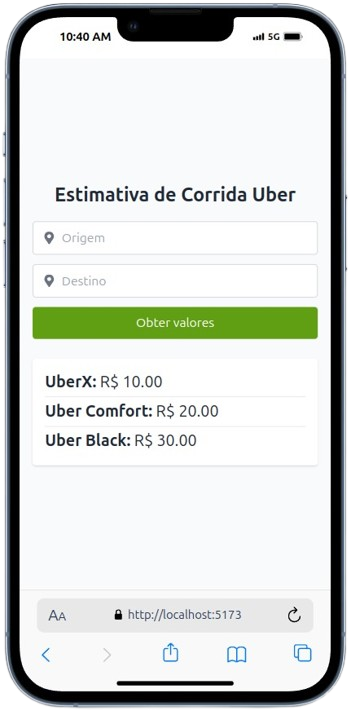 10:40 AM 5G
Estimativa de Corrida Uber
Origem
Destino
Obter valores
UberX: R$ 10.00
Uber Comfort: R$ 20.00
Uber Black: R$ 30.00
AA http://localhost:5173